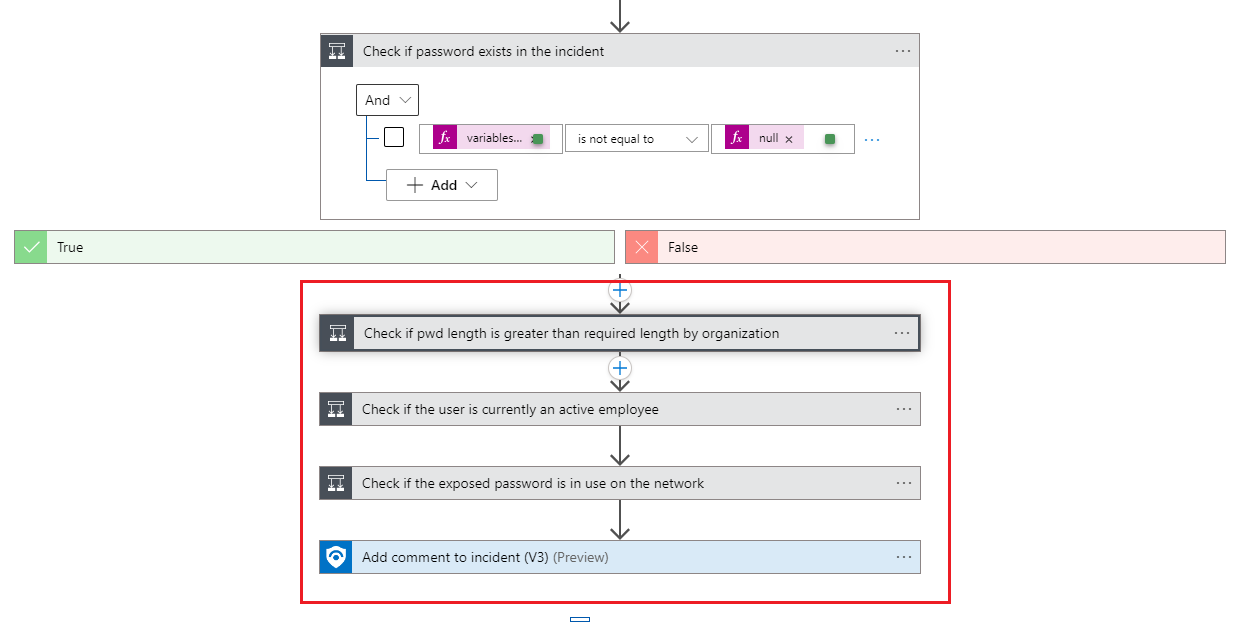 Check if password exists in the incident
And
fx variables... is not equal to fx null
Add
True
False
Check if pwd length is greater than required length by organization
Check if the user is currently an active employee
Check if the exposed password is in use on the network
Add comment to incident (V3) (Preview)